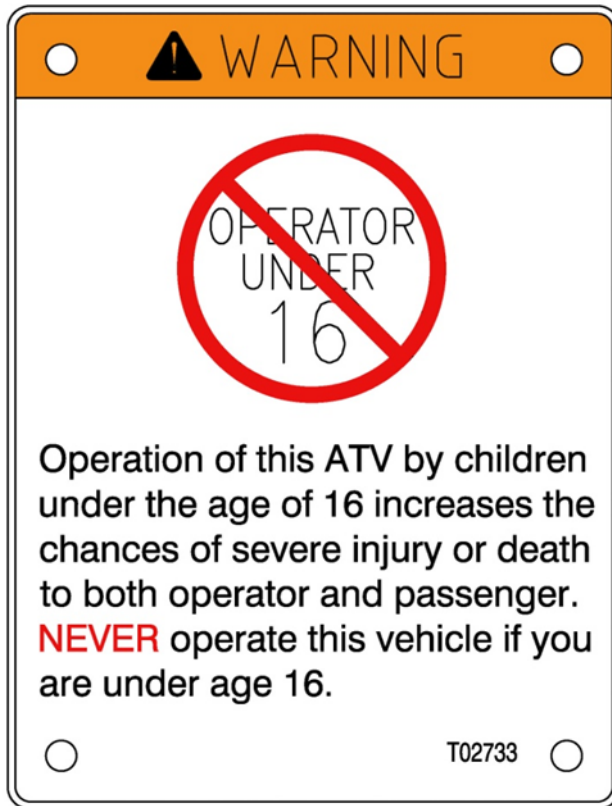 WARNING
OPERATOR
UNDER
16
Operation of this ATV by children
under the age of 16 increases the
chances of severe injury or death
to both operator and passenger.
NEVER operate this vehicle if you
are under age 16.
T02733